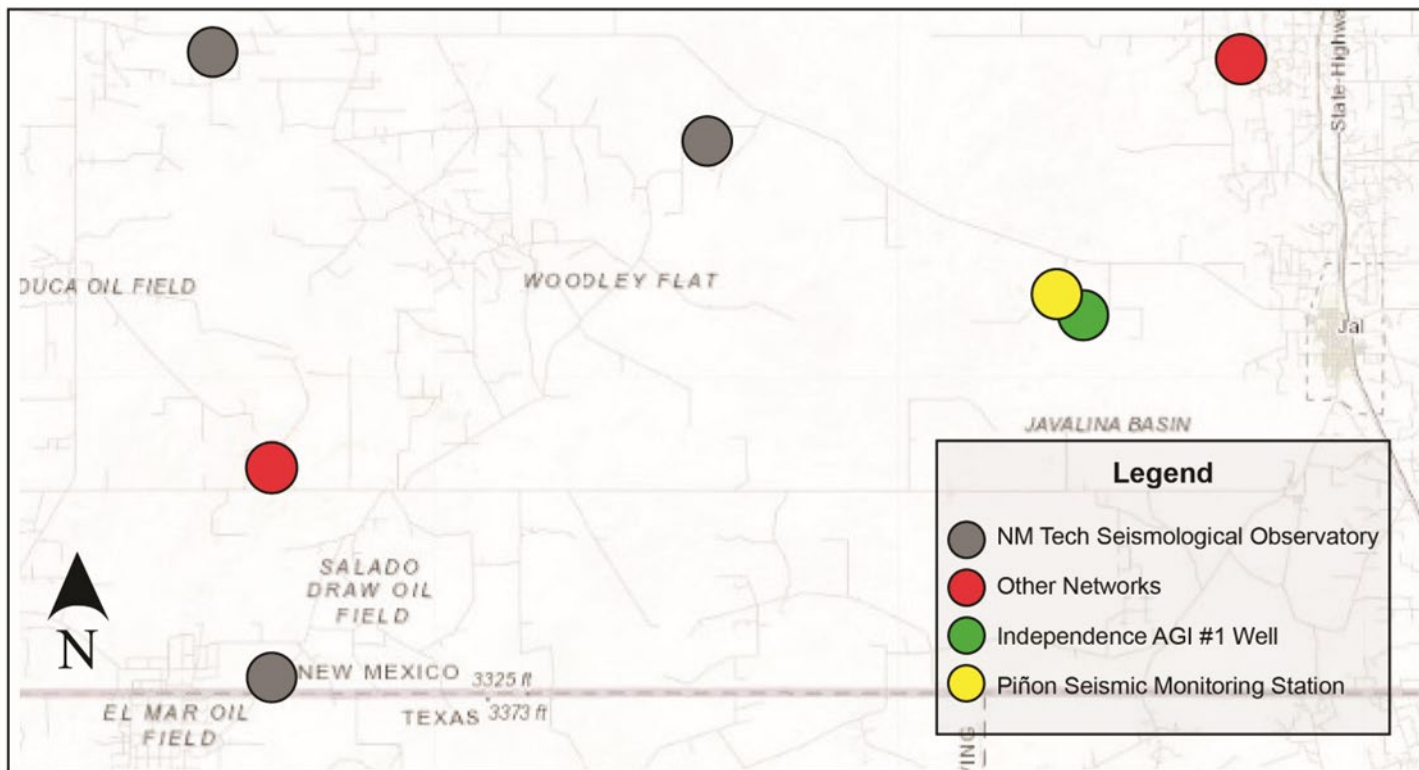 State Highwa
DUCA OIL FIELD
WOODLEY FLAT
Jal
JAVALINA BASIN
Legend
NM Tech Seismological Observatory
Other Networks
Independence AGI #1 Well
Piñon Seismic Monitoring Station
SALADO
DRAW OIL
FIELD
N
NEW MEXICO 3325 ft
TEXAS 3373 ft
EL MAR OIL
FIELD
VING